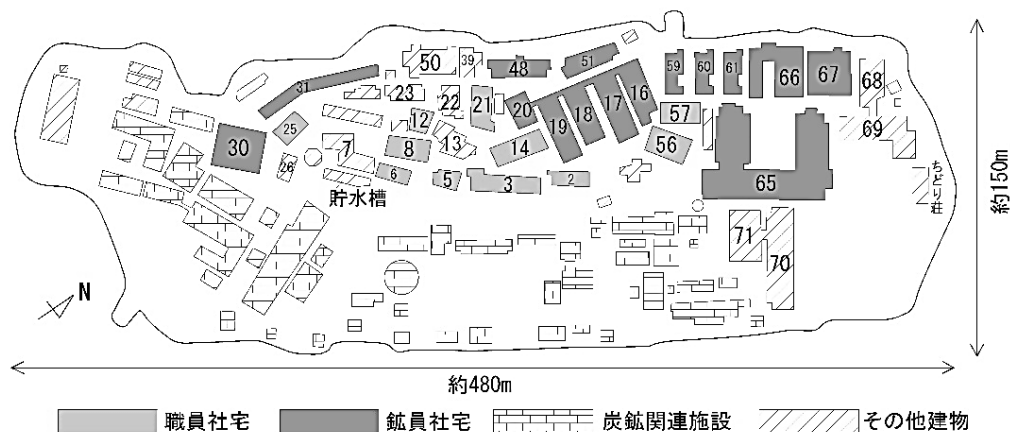 50 39 48 51 59 60 61 66 67 68
31 23 22 21 20 19 18 17 16 57 69
25 12 13 14 56
30 26 7 8 65
6 5 3 2
貯水槽
ちどり荘
71 70
N
約150m
約480m
職員社宅 鉱員社宅 炭鉱関連施設 その他建物